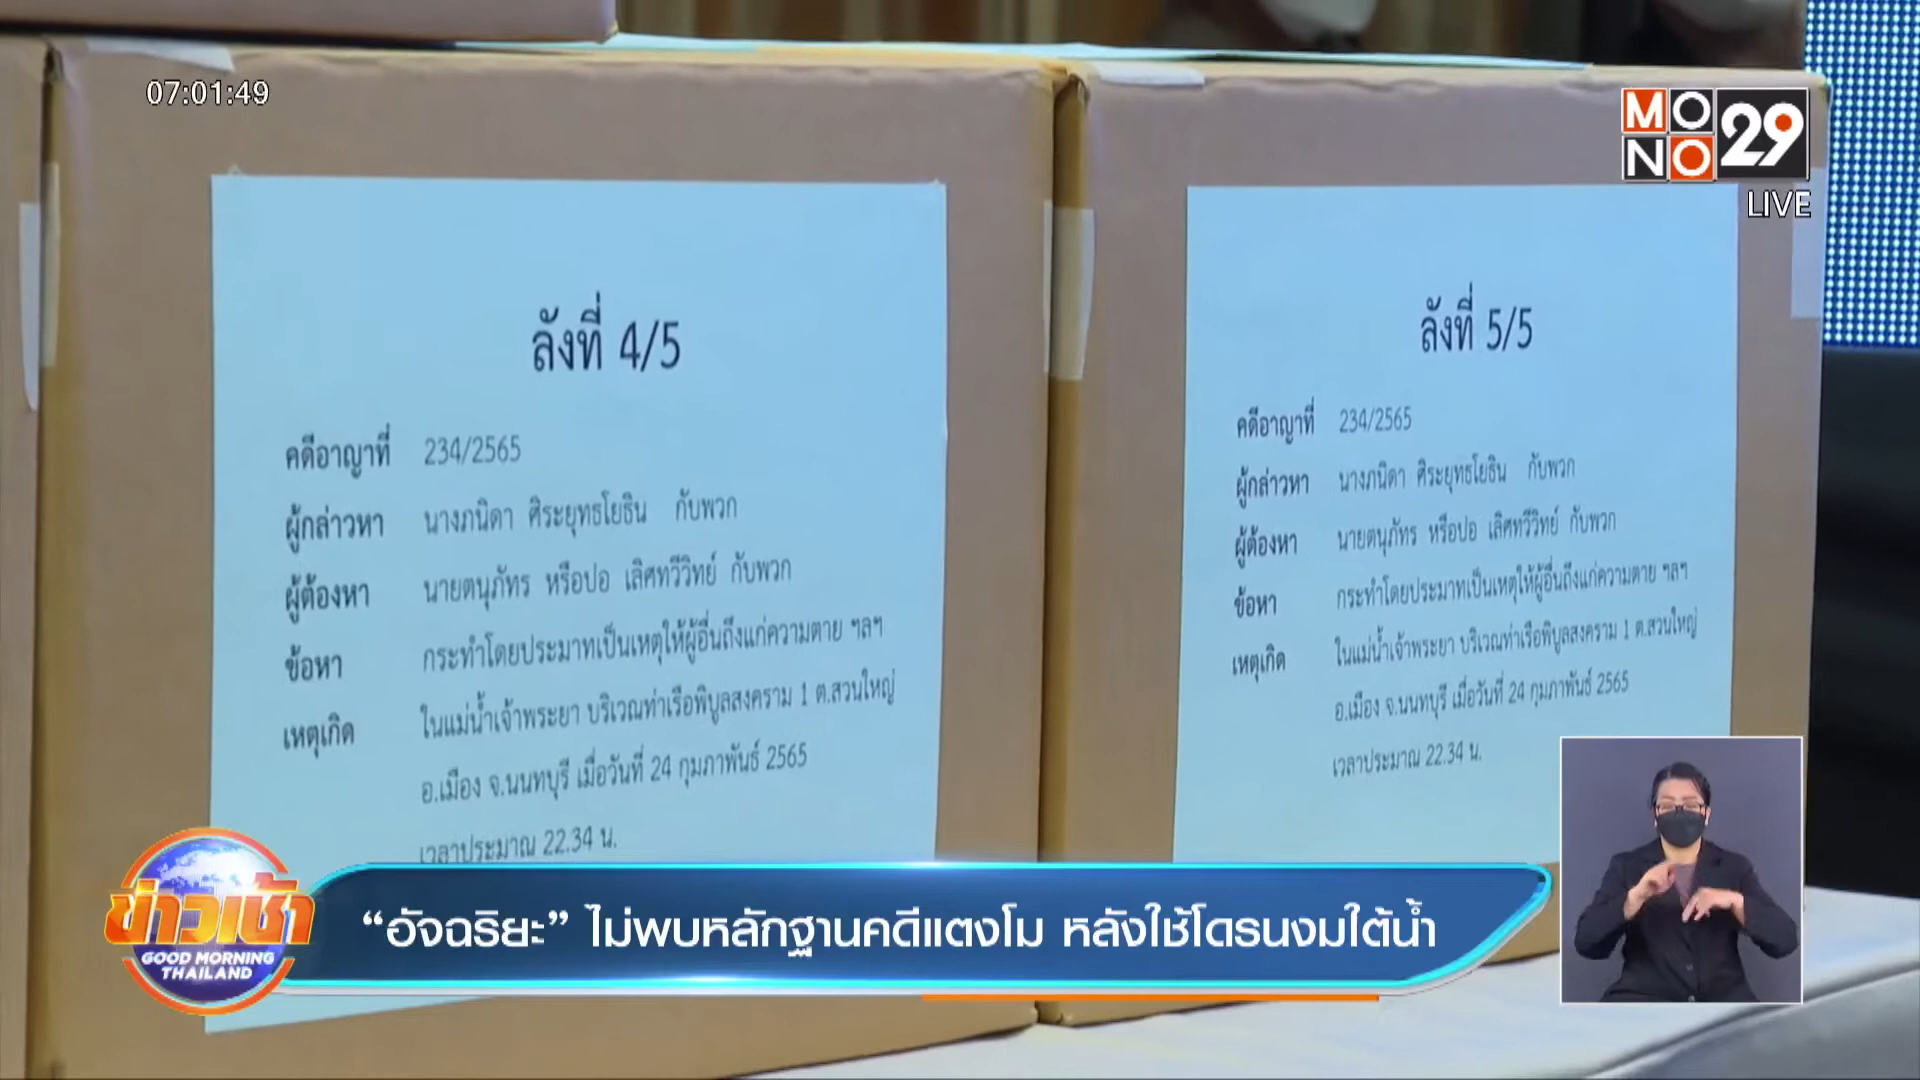 07:01:49
MONO 29
LIVE
ลังที่ 4/5
คดีอาญาที่ 234/2565
ผู้กล่าวหา นางภนิดา ศิระยุทธโยธิน กับพวก
ผู้ต้องหา นายตนุภัทร หรือปอ เลิศทวีวิทย์ กับพวก
ข้อหา กระทำโดยประมาทเป็นเหตุให้ผู้อื่นถึงแก่ความตาย ฯลฯ
เหตุเกิด ในแม่น้ำเจ้าพระยา บริเวณท่าเรือพิบูลสงคราม 1 ต.สวนใหญ่
อ.เมือง จ.นนทบุรี เมื่อวันที่ 24 กุมภาพันธ์ 2565
เวลาประมาณ 22.34 น.
ลังที่ 5/5
คดีอาญาที่ 234/2565
ผู้กล่าวหา นางภนิดา ศิระยุทธโยธิน กับพวก
ผู้ต้องหา นายตนุภัทร หรือปอ เลิศทวีวิทย์ กับพวก
ข้อหา กระทำโดยประมาทเป็นเหตุให้ผู้อื่นถึงแก่ความตาย ฯลฯ
เหตุเกิด ในแม่น้ำเจ้าพระยา บริเวณท่าเรือพิบูลสงคราม 1 ต.สวนใหญ่
อ.เมือง จ.นนทบุรี เมื่อวันที่ 24 กุมภาพันธ์ 2565
เวลาประมาณ 22.34 น.
ข่าวเช้า
GOOD MORNING
THAILAND
“อัจฉริยะ” ไม่พบหลักฐานคดีแตงโม หลังใช้โดรนงมใต้น้ำ